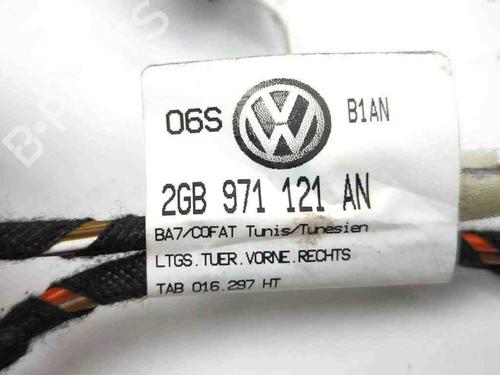 06S B1AN
2GB 971 121 AN
BA7/COFAT Tunis/Tunesien
LTGS.TUER.VORNE.RECHTS
TAB 016.297 HT